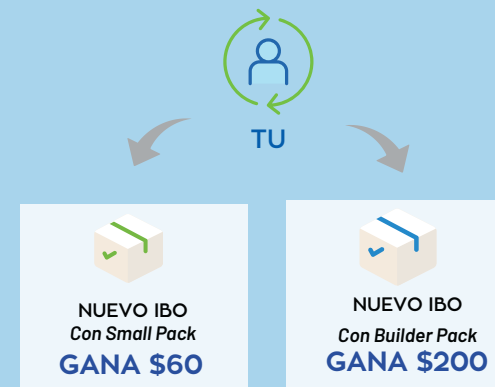 TU
NUEVO IBO
Con Small Pack
GANA $60
NUEVO IBO
Con Builder Pack
GANA $200